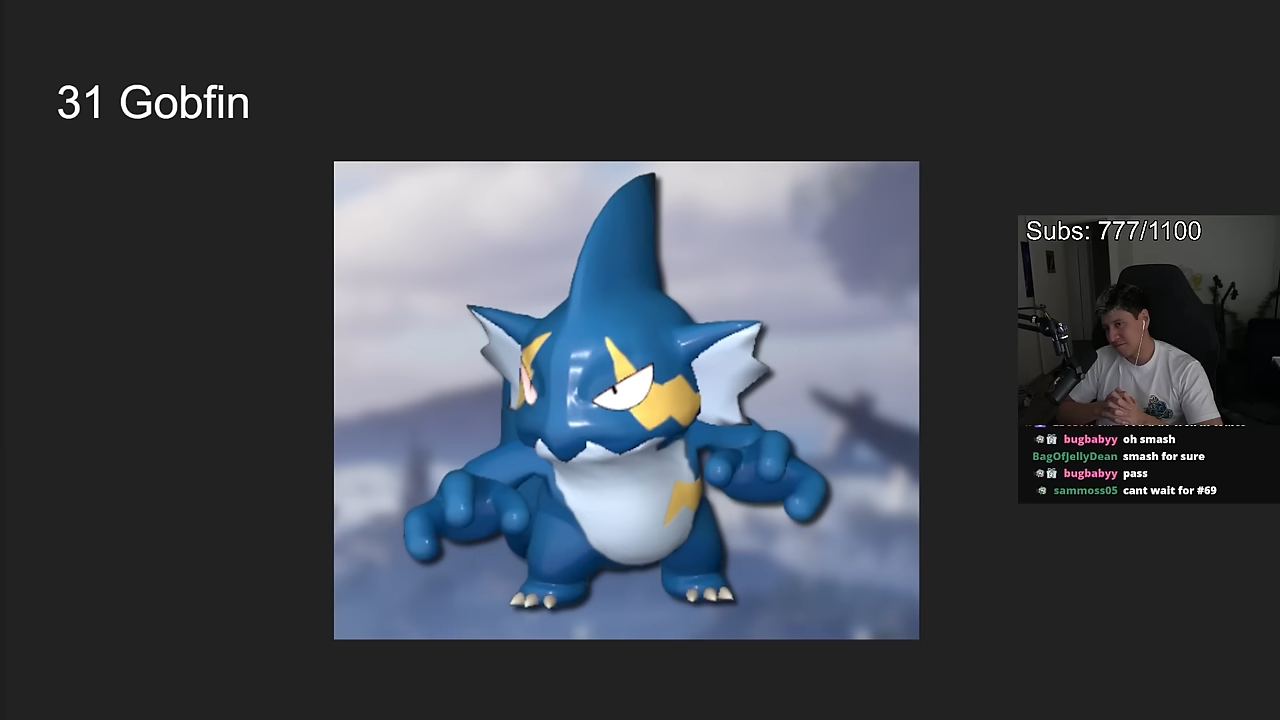 31 Gobfin
Subs: 777/1100
bugbabyy oh smash
BagOfJellyDean smash for sure
bugbabyy pass
sammoss05 cant wait for #69